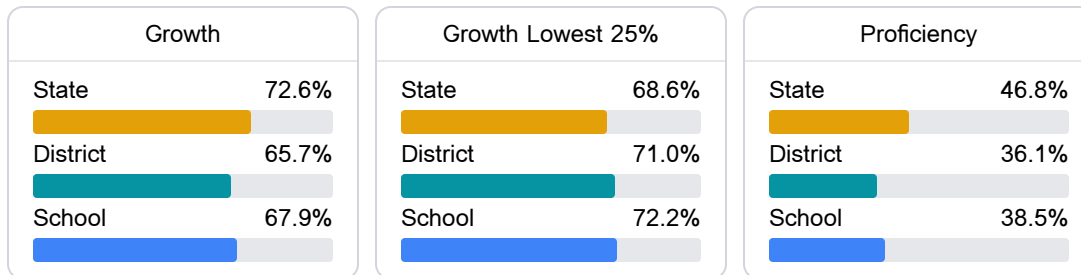 Growth
State 72.6%
District 65.7%
School 67.9%
Growth Lowest 25%
State 68.6%
District 71.0%
School 72.2%
Proficiency
State 46.8%
District 36.1%
School 38.5%